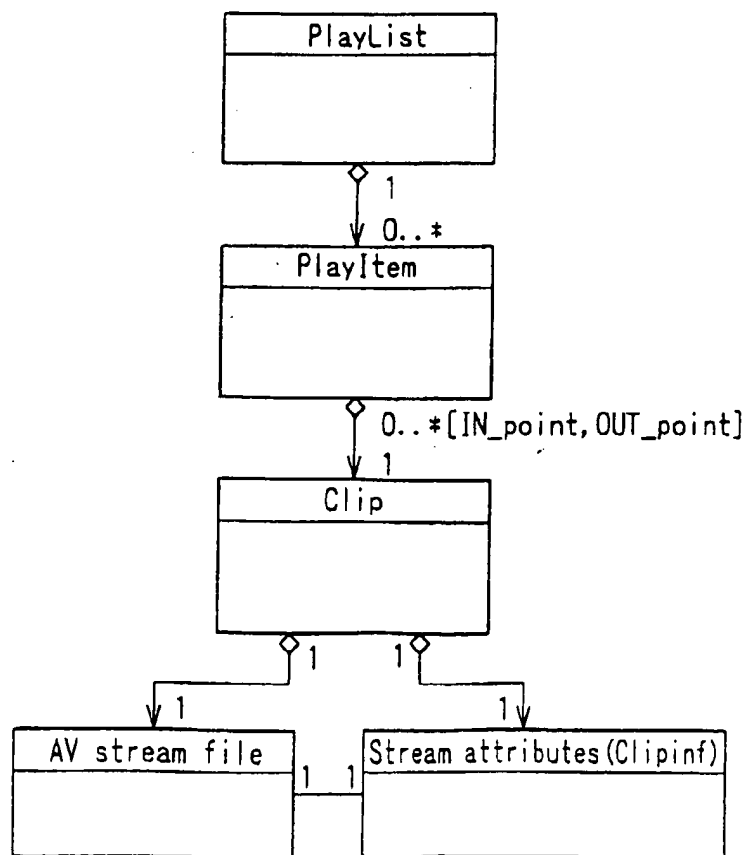 PlayList
1
0..*
PlayItem
0..*[IN_point,OUT_point]
1
Clip
1 1
1 1
AV stream file
Stream attributes(Clipinf)
1 1